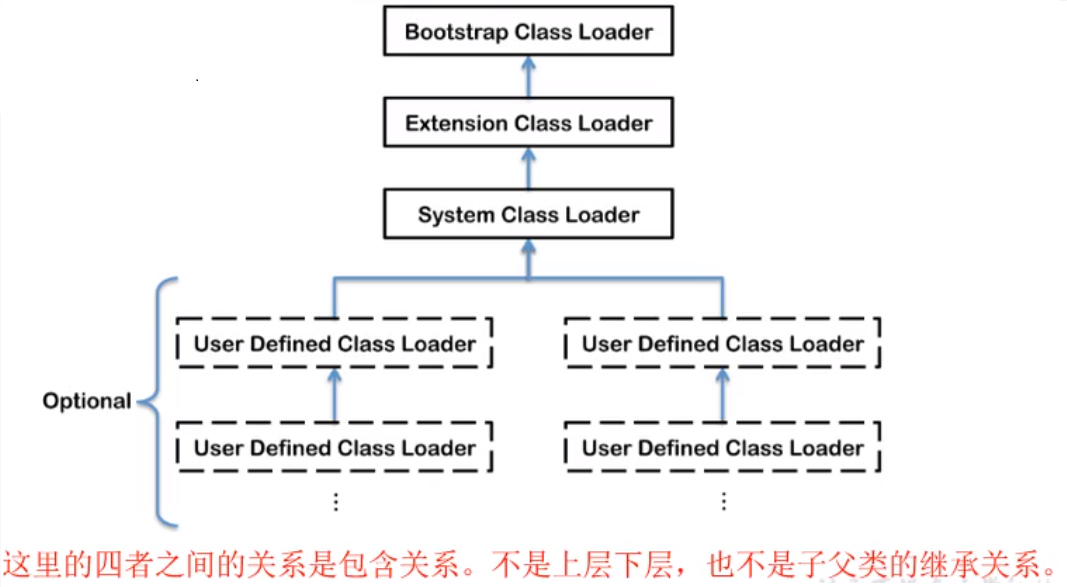 Bootstrap Class Loader
Extension Class Loader
System Class Loader
User Defined Class Loader
User Defined Class Loader
Optional
User Defined Class Loader
User Defined Class Loader
这里的四者之间的关系是包含关系。不是上层下层，也不是子父类的继承关系。